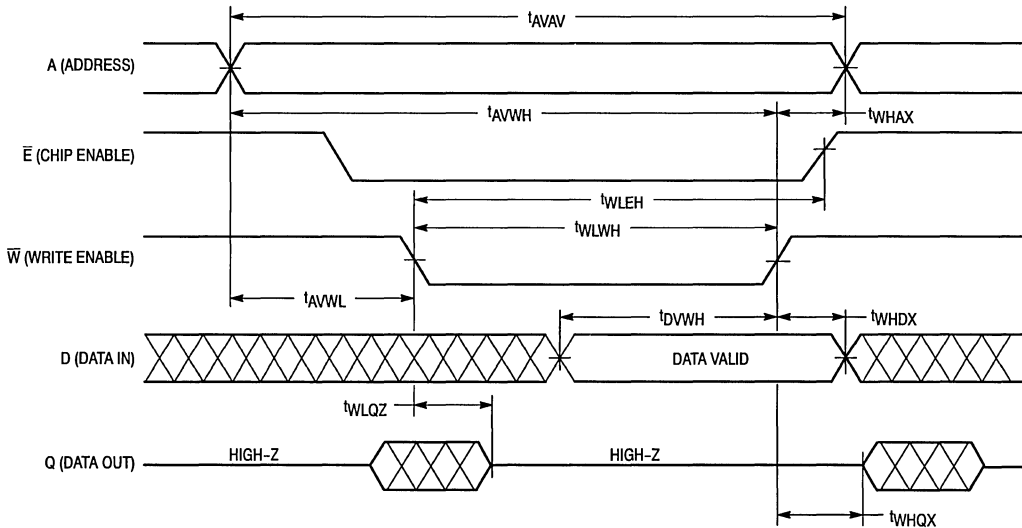 tAVAV
A (ADDRESS)
tAVWH
tWHAX
E̅ (CHIP ENABLE)
tWLEH
tWLWH
W̅ (WRITE ENABLE)
tAVWL
tDVWH
tWHDX
D (DATA IN)
DATA VALID
tWLQZ
Q (DATA OUT)
HIGH–Z
HIGH–Z
tWHQX